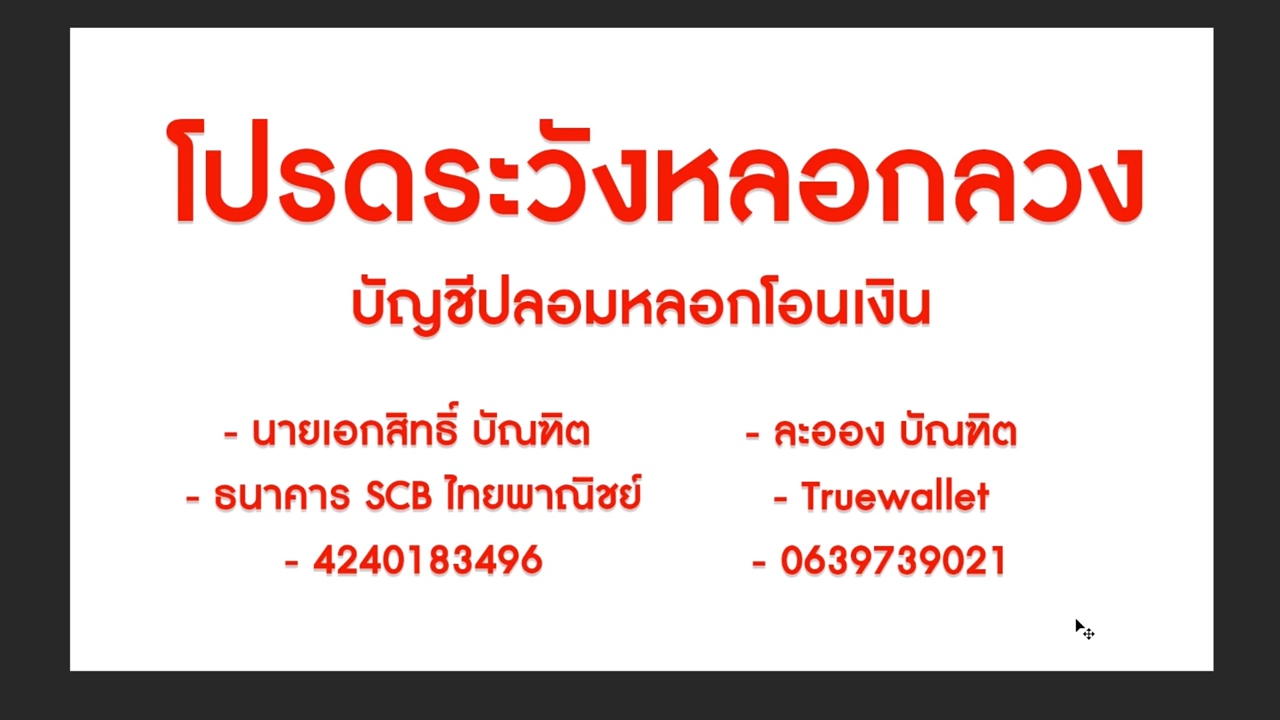 โปรดระวังหลอกลวง
บัญชีปลอมหลอกโอนเงิน
- นายเอกสิทธิ์ บัณฑิต
- ธนาคาร SCB ไทยพาณิชย์
- 4240183496
- ละออง บัณฑิต
- Truewallet
- 0639739021